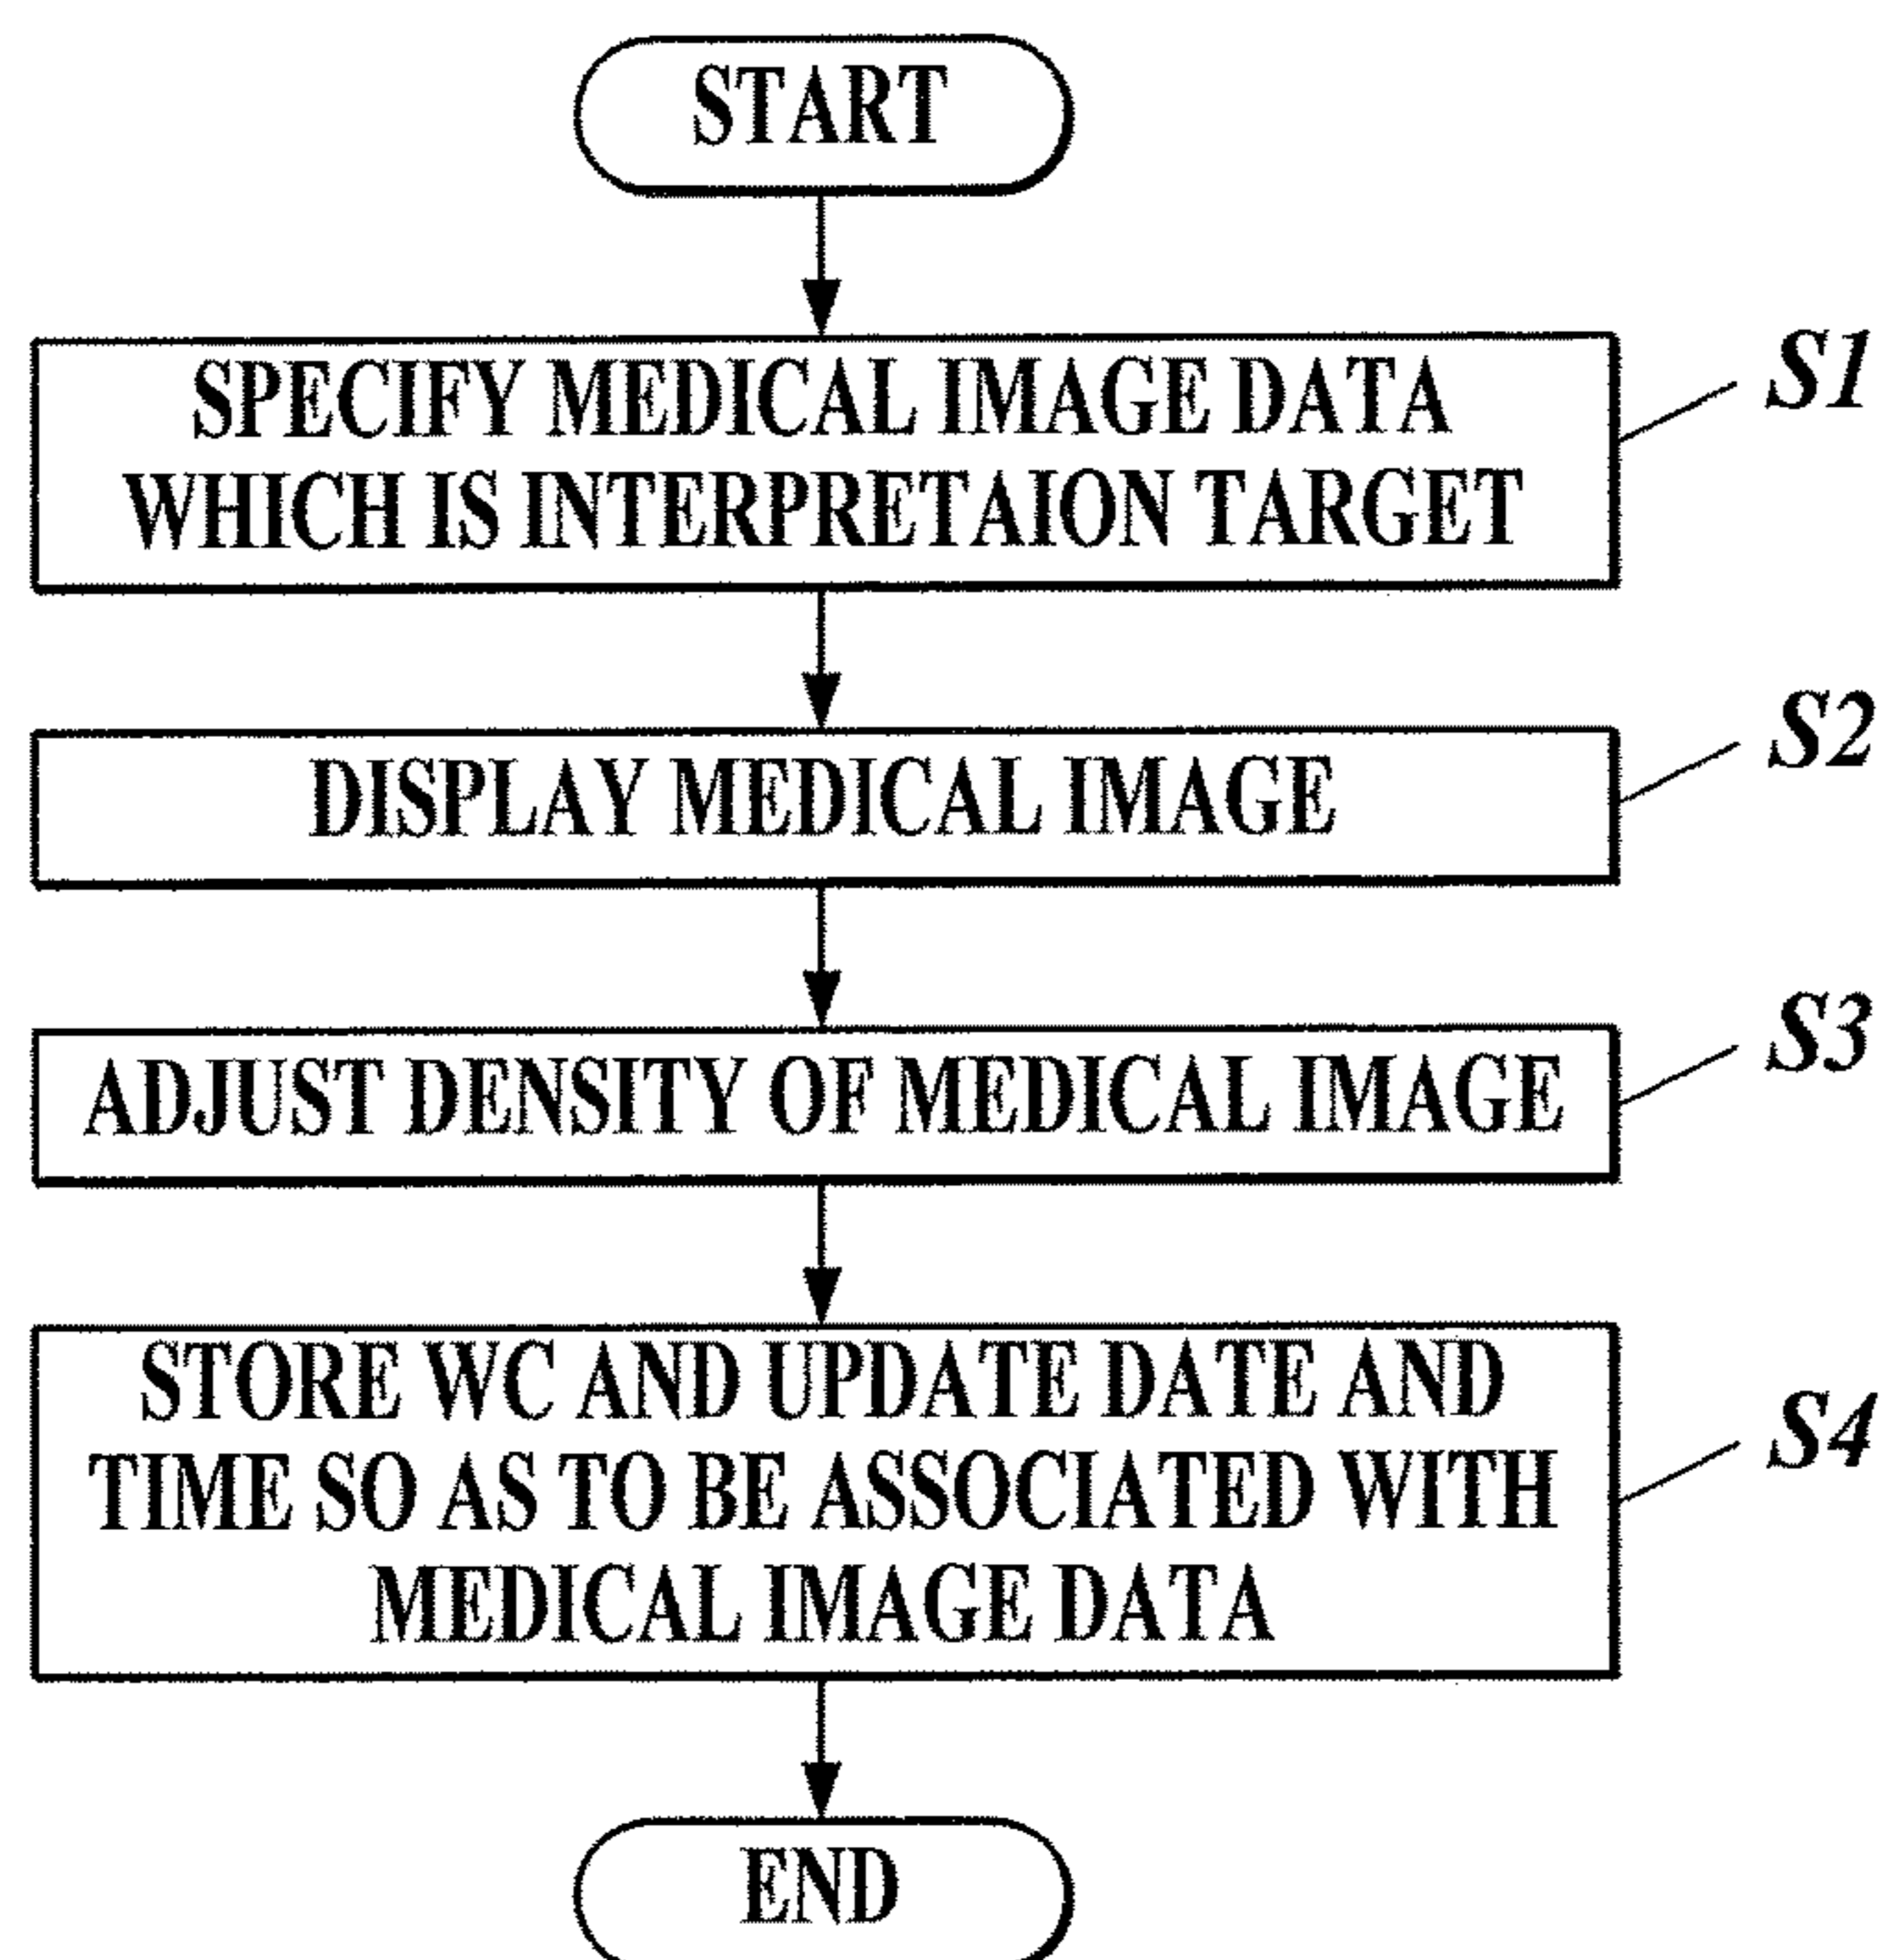 START
SPECIFY MEDICAL IMAGE DATA
WHICH IS INTERPRETAION TARGET
S1
DISPLAY MEDICAL IMAGE
S2
ADJUST DENSITY OF MEDICAL IMAGE
S3
STORE WC AND UPDATE DATE AND
TIME SO AS TO BE ASSOCIATED WITH
MEDICAL IMAGE DATA
S4
END